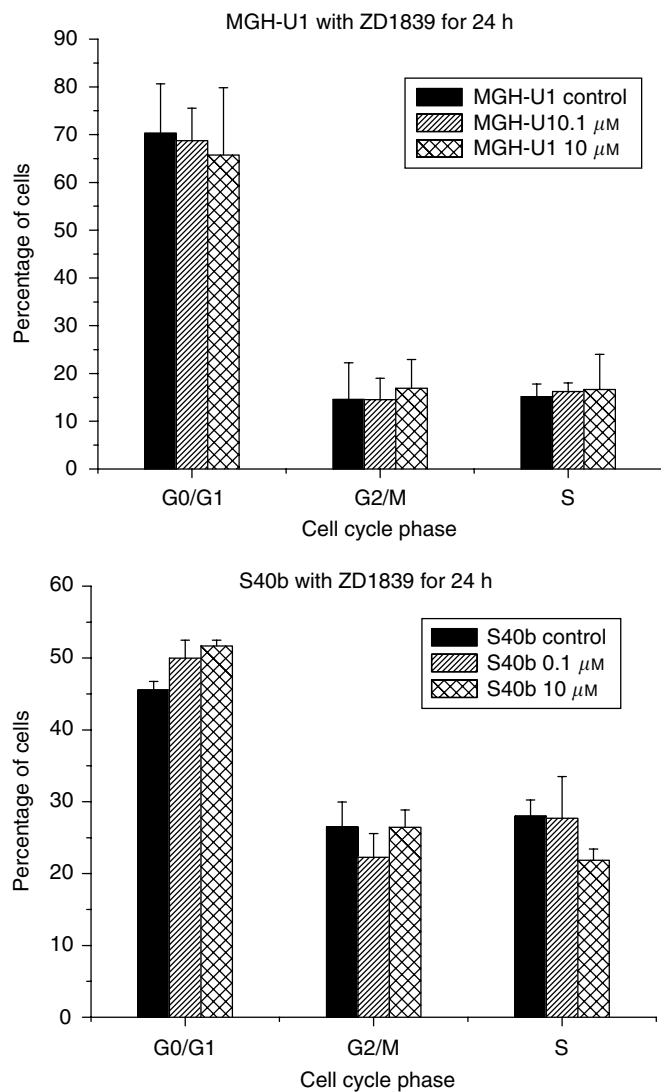 MGH-U1 with ZD1839 for 24 h
90
80
70
60
50
40
30
20
10
0
Percentage of cells
MGH-U1 control
MGH-U10.1 μM
MGH-U1 10 μM
G0/G1 G2/M S
Cell cycle phase
S40b with ZD1839 for 24 h
60
50
40
30
20
10
0
Percentage of cells
S40b control
S40b 0.1 μM
S40b 10 μM
G0/G1 G2/M S
Cell cycle phase